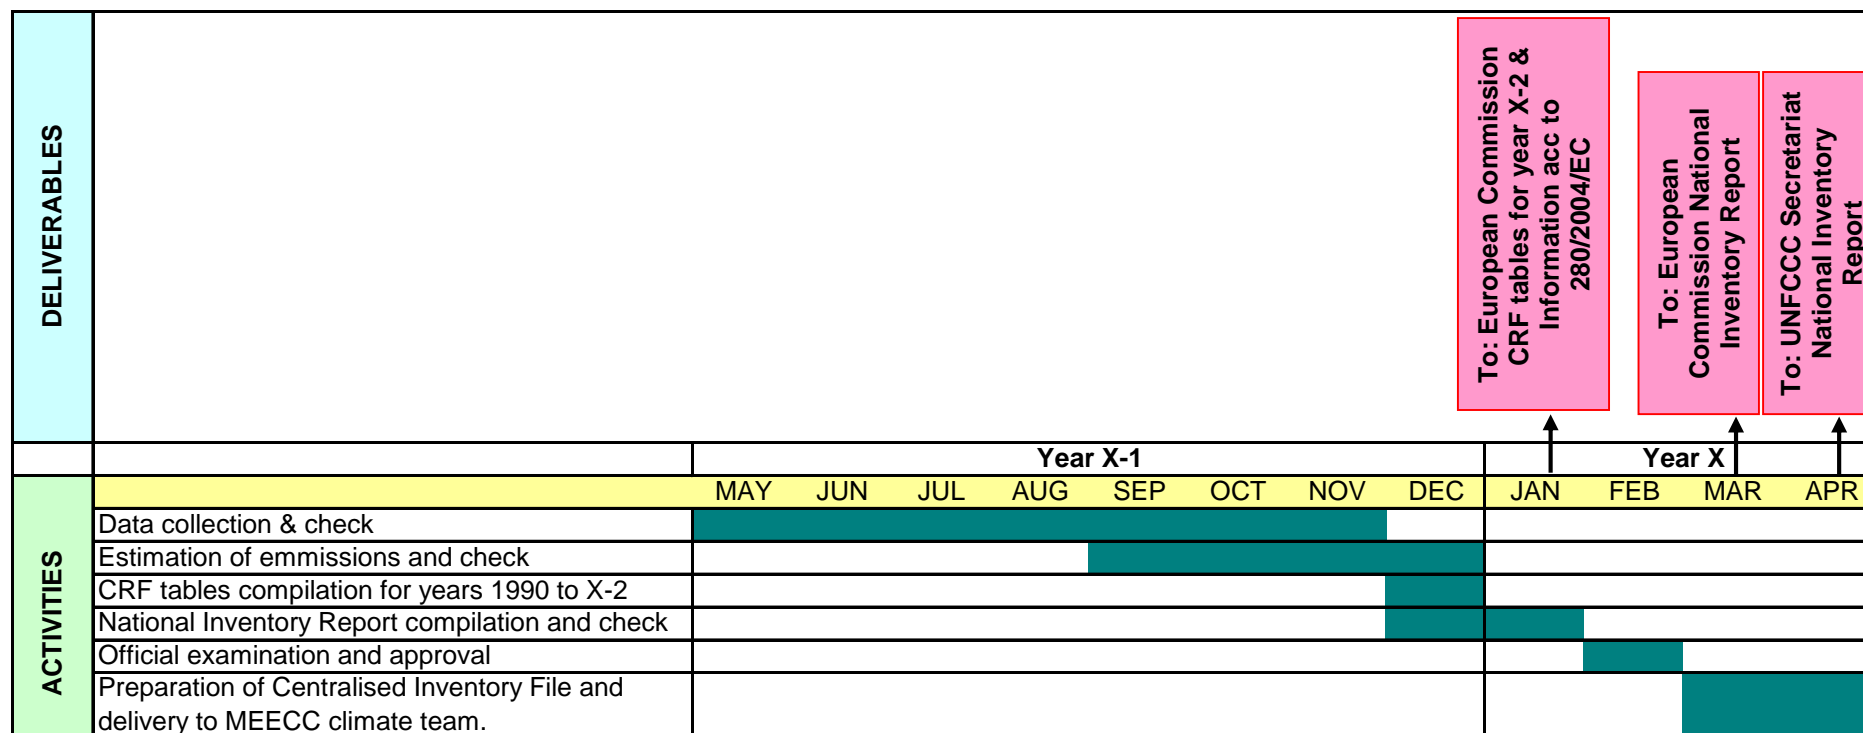 DELIVERABLES
To: European Commission
CRF tables for year X-2 &
Information acc to
280/2004/EC
To: European
Commission National
Inventory Report
To: UNFCCC Secretariat
National Inventory
Report
Year X-1
Year X
MAY JUN JUL AUG SEP OCT NOV DEC JAN FEB MAR APR
ACTIVITIES
Data collection & check
Estimation of emmissions and check
CRF tables compilation for years 1990 to X-2
National Inventory Report compilation and check
Official examination and approval
Preparation of Centralised Inventory File and
delivery to MEECC climate team.